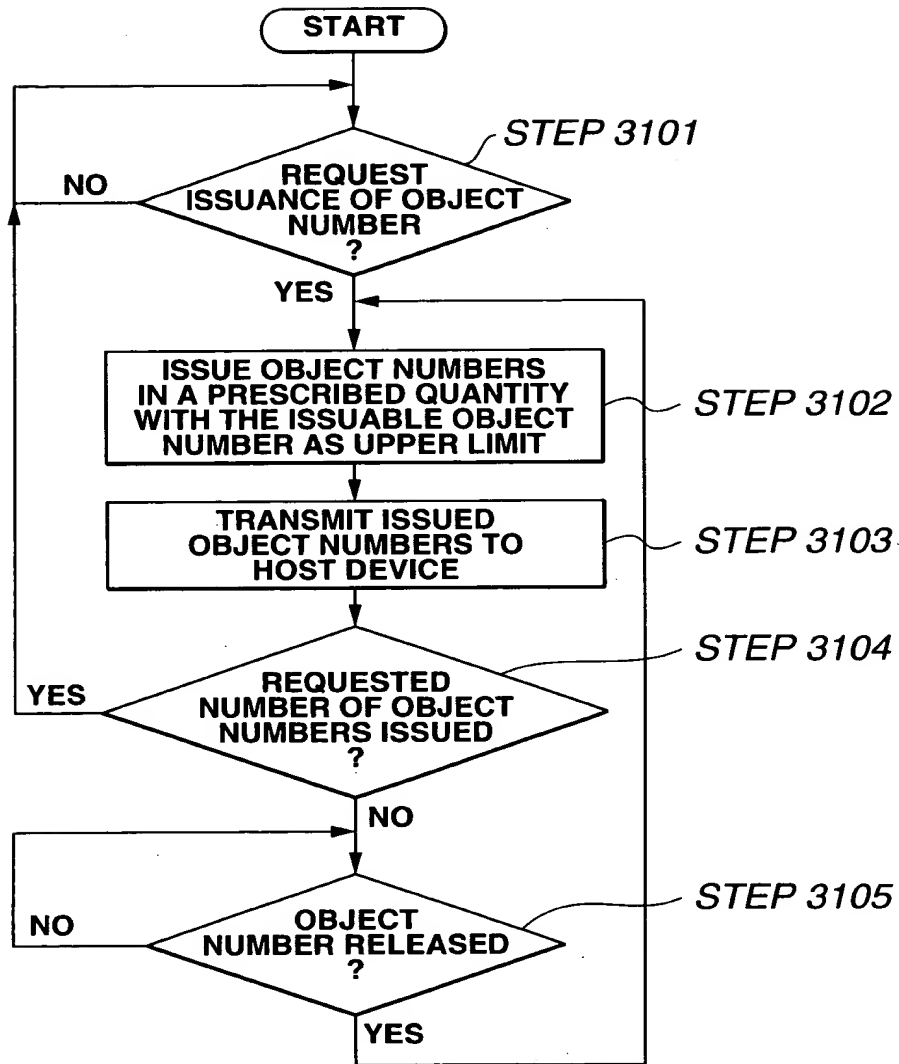 START
STEP 3101
REQUEST
ISSUANCE OF OBJECT
NUMBER
?
NO
YES
ISSUE OBJECT NUMBERS
IN A PRESCRIBED QUANTITY
WITH THE ISSUABLE OBJECT
NUMBER AS UPPER LIMIT
STEP 3102
TRANSMIT ISSUED
OBJECT NUMBERS TO
HOST DEVICE
STEP 3103
STEP 3104
REQUESTED
NUMBER OF OBJECT
NUMBERS ISSUED
?
YES
NO
STEP 3105
OBJECT
NUMBER RELEASED
?
NO
YES